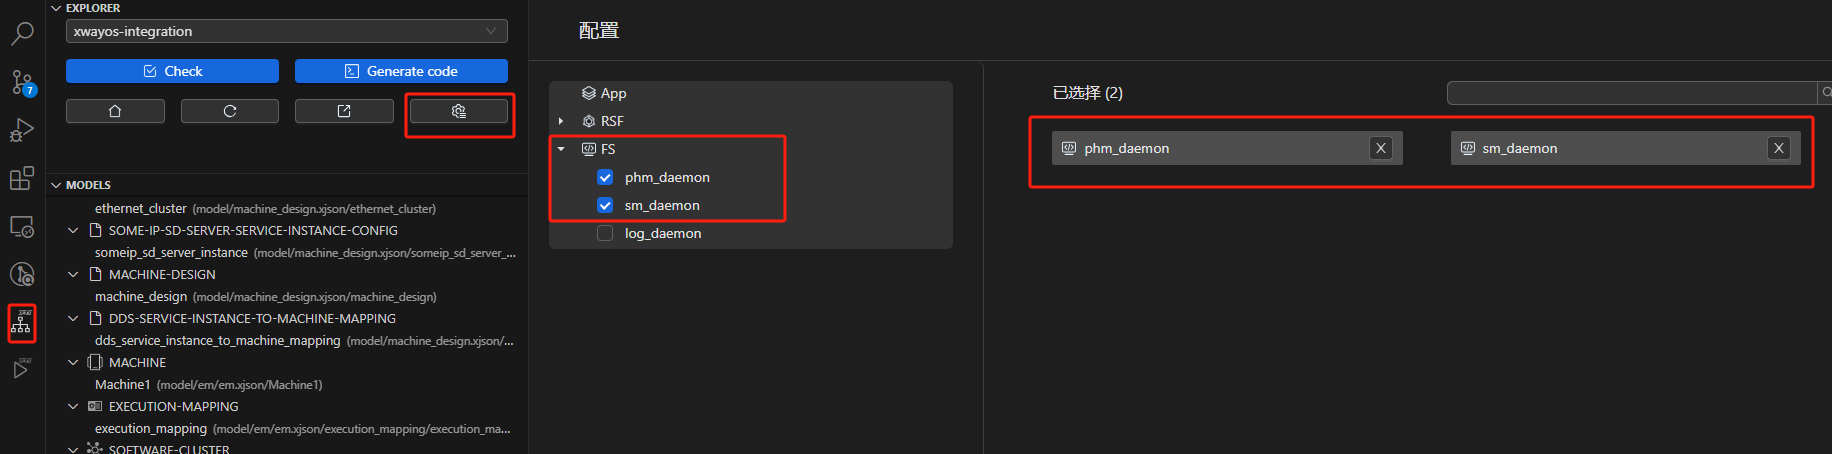 EXPLORER
xwayos-integration
Check
Generate code
7
MODELS
ethernet_cluster (model/machine_design.xjson/ethernet_cluster)
SOME-IP-SD-SERVER-SERVICE-INSTANCE-CONFIG
someip_sd_server_instance (model/machine_design.xjson/someip_sd_server_...
MACHINE-DESIGN
machine_design (model/machine_design.xjson/machine_design)
DDS-SERVICE-INSTANCE-TO-MACHINE-MAPPING
dds_service_instance_to_machine_mapping (model/machine_design.xjson/...
MACHINE
Machine1 (model/em/em.xjson/Machine1)
EXECUTION-MAPPING
execution_mapping (model/em/em.xjson/execution_mapping/execution_ma...
SOFTWARE-CLUSTER
配置
App
RSF
FS
phm_daemon
sm_daemon
log_daemon
已选择 (2)
phm_daemon X
sm_daemon X